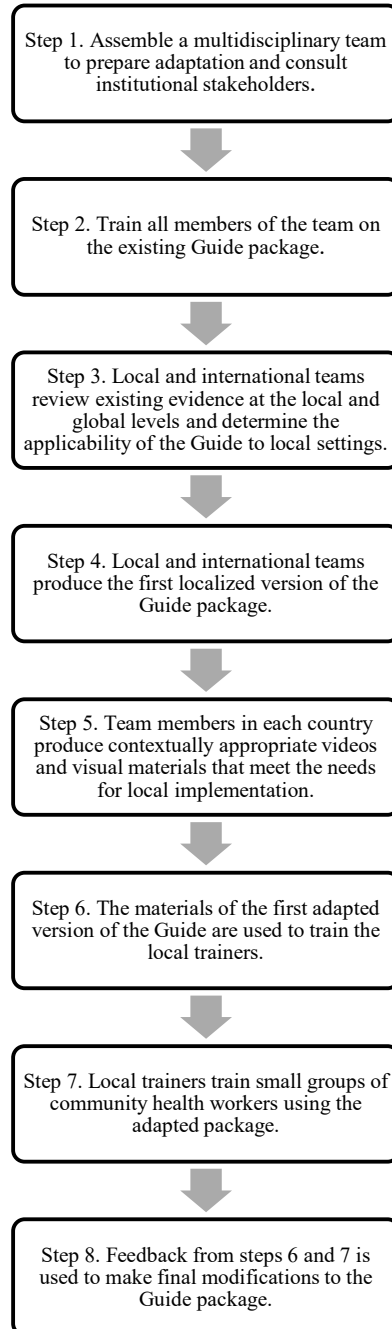 Step 1. Assemble a multidisciplinary team
to prepare adaptation and consult
institutional stakeholders.
Step 2. Train all members of the team on
the existing Guide package.
Step 3. Local and international teams
review existing evidence at the local and
global levels and determine the
applicability of the Guide to local settings.
Step 4. Local and international teams
produce the first localized version of the
Guide package.
Step 5. Team members in each country
produce contextually appropriate videos
and visual materials that meet the needs
for local implementation.
Step 6. The materials of the first adapted
version of the Guide are used to train the
local trainers.
Step 7. Local trainers train small groups of
community health workers using the
adapted package.
Step 8. Feedback from steps 6 and 7 is
used to make final modifications to the
Guide package.